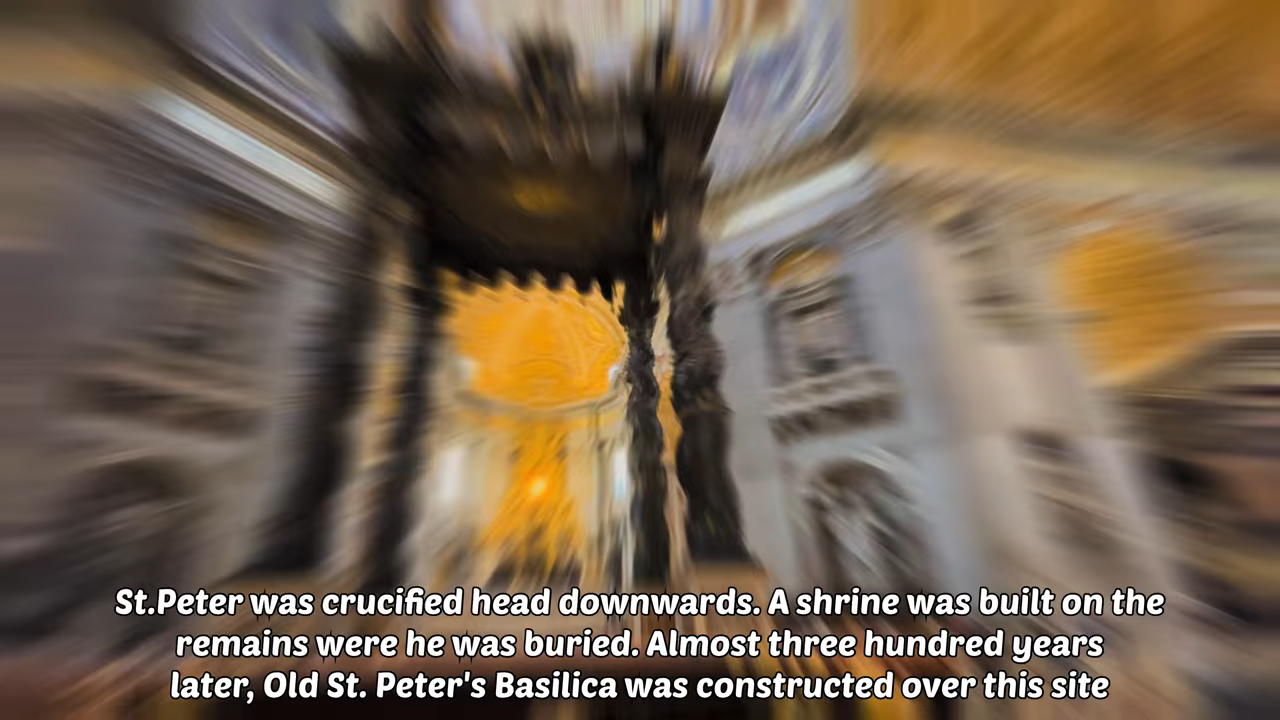 St.Peter was crucified head downwards. A shrine was built on the
remains were he was buried. Almost three hundred years
later, Old St. Peter's Basilica was constructed over this site